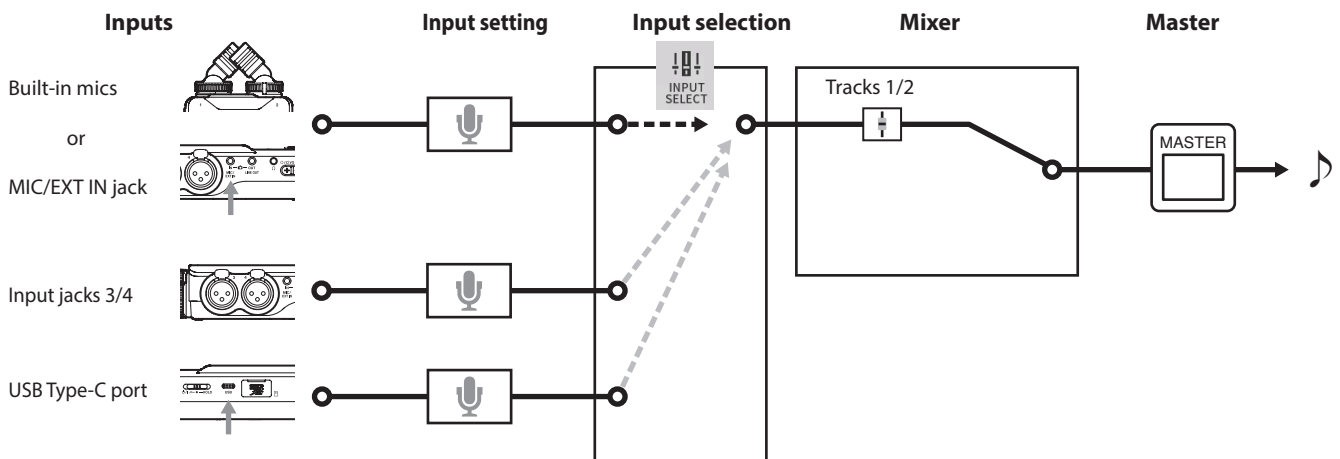 Inputs
Input setting
Input selection
Mixer
Master
Built-in mics
or
MIC/EXT IN jack
INPUT
SELECT
Tracks 1/2
MASTER
Input jacks 3/4
USB Type-C port
USB